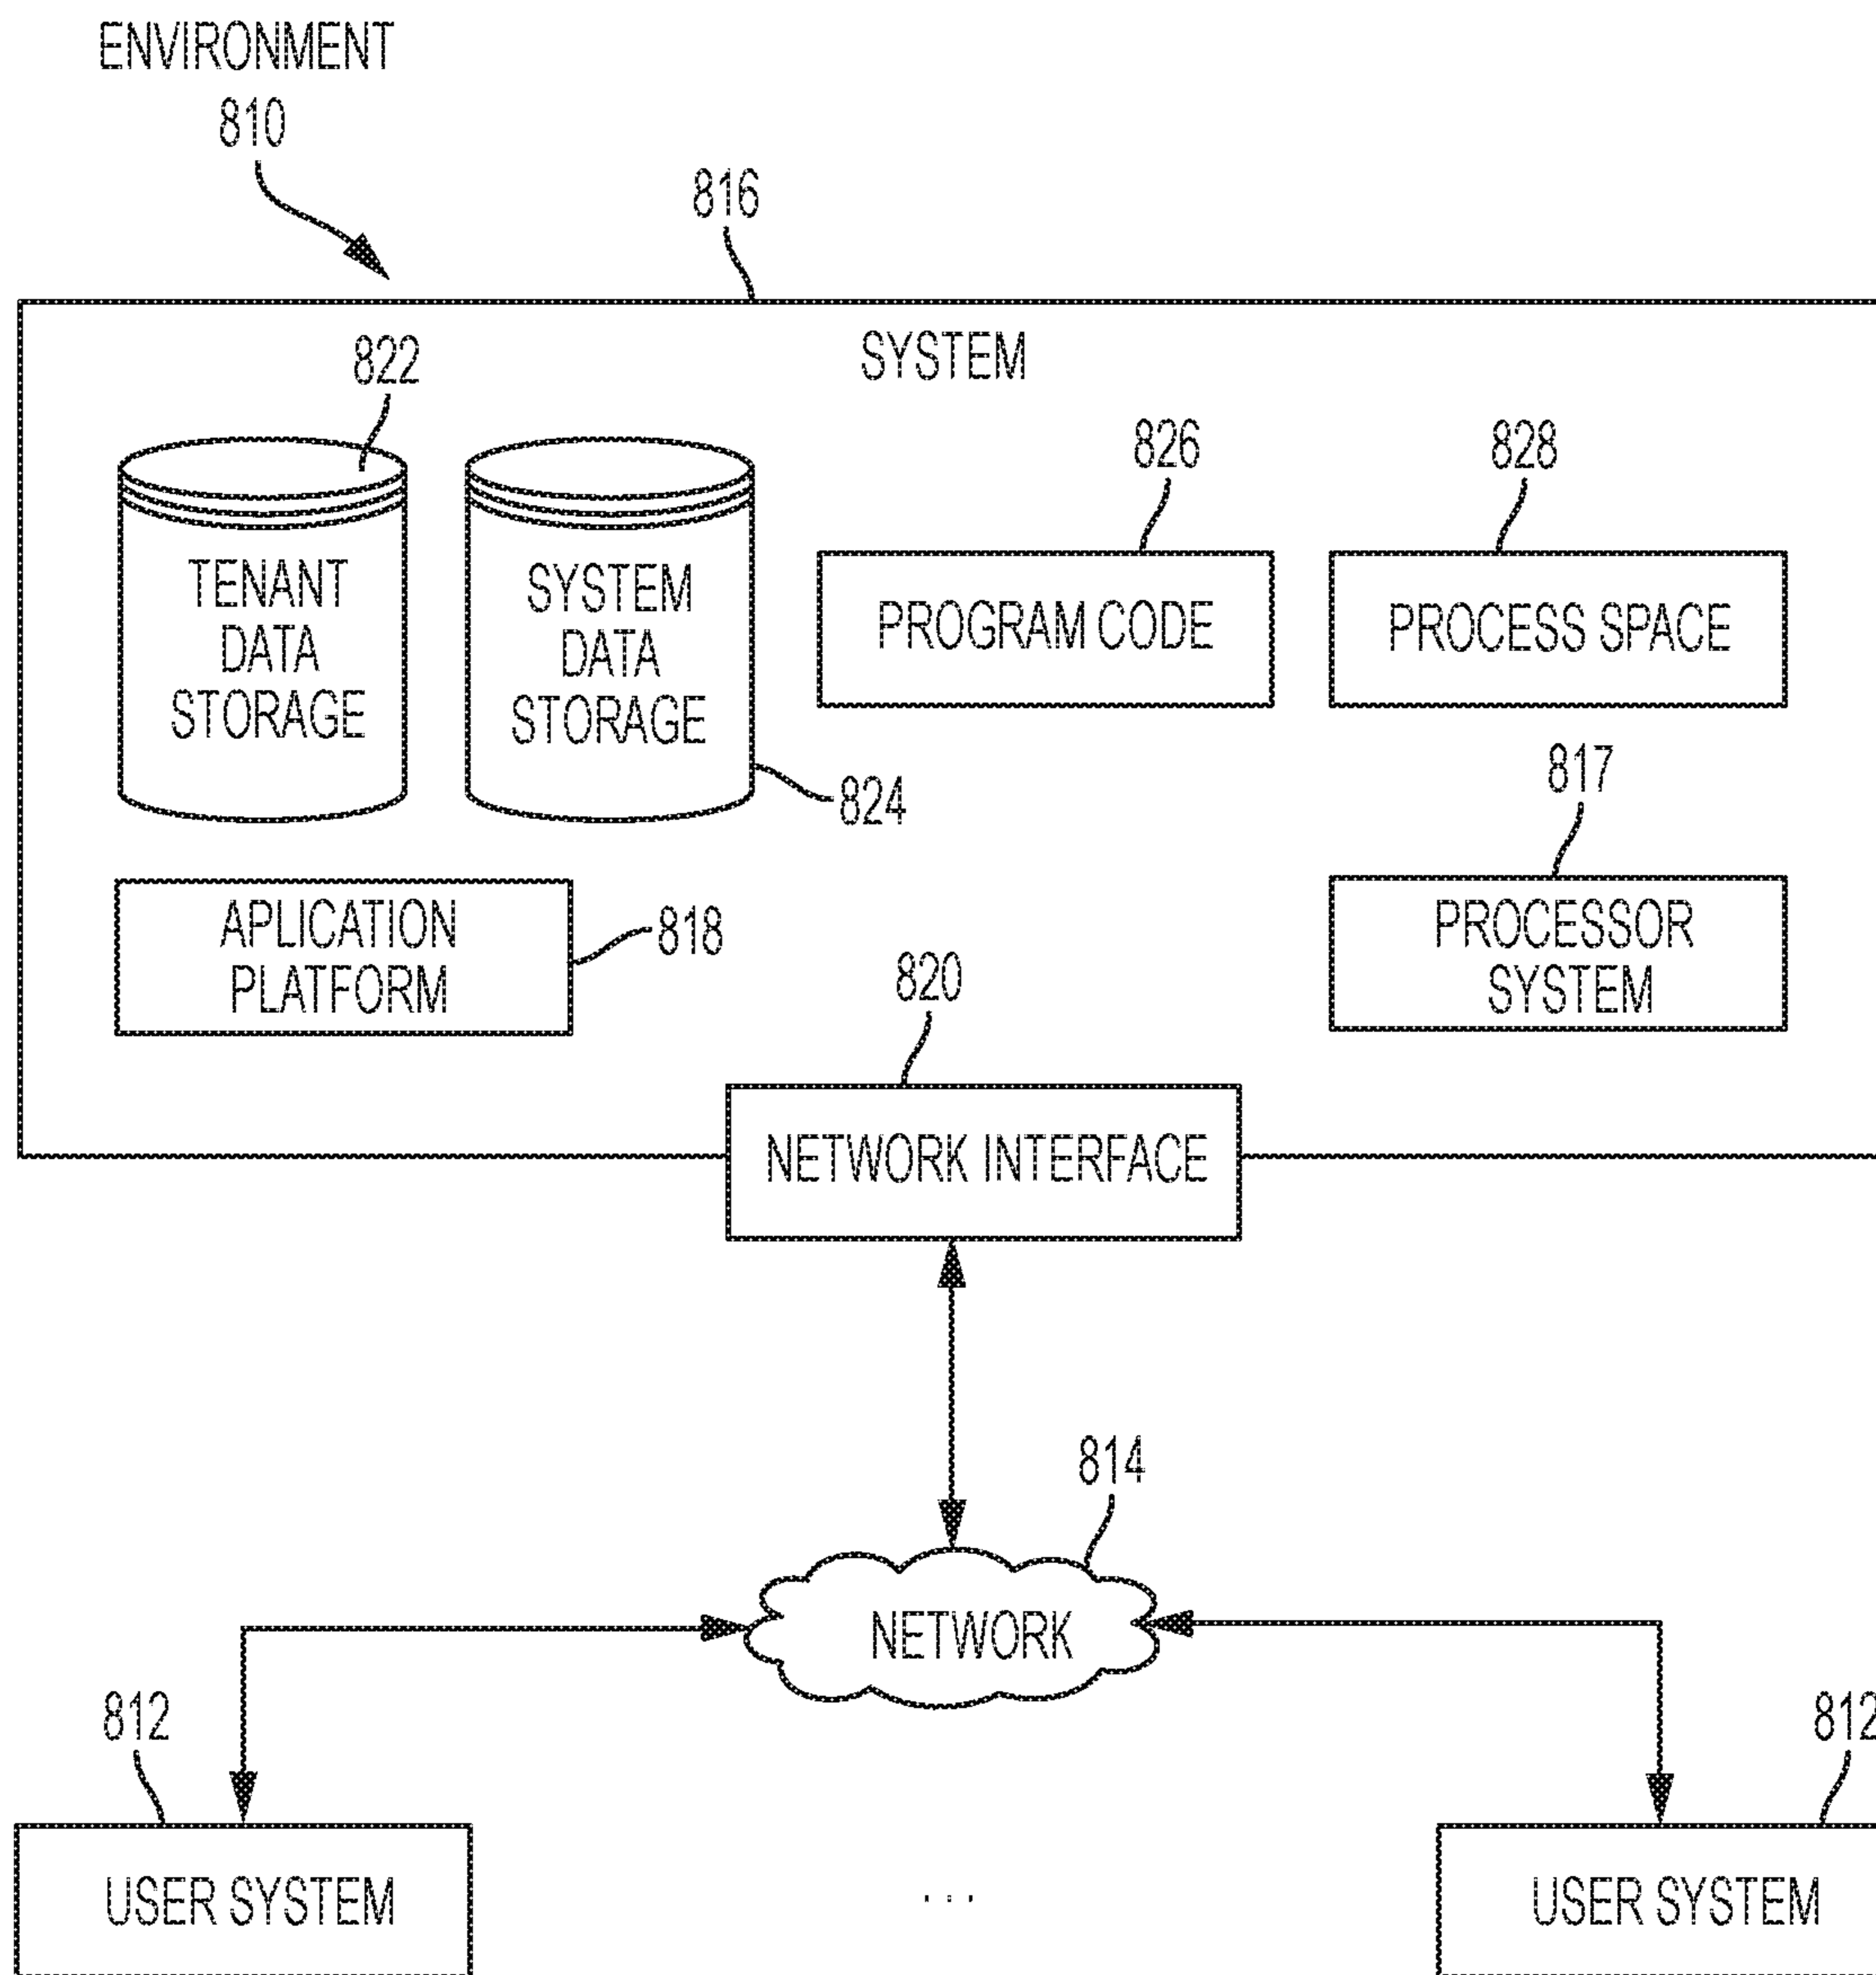 ENVIRONMENT
810
816
SYSTEM
822
826
828
TENANT
DATA
STORAGE
SYSTEM
DATA
STORAGE
824
PROGRAM CODE
PROCESS SPACE
817
APLICATION
PLATFORM
818
PROCESSOR
SYSTEM
820
NETWORK INTERFACE
814
NETWORK
812
812
USER SYSTEM
...
USER SYSTEM